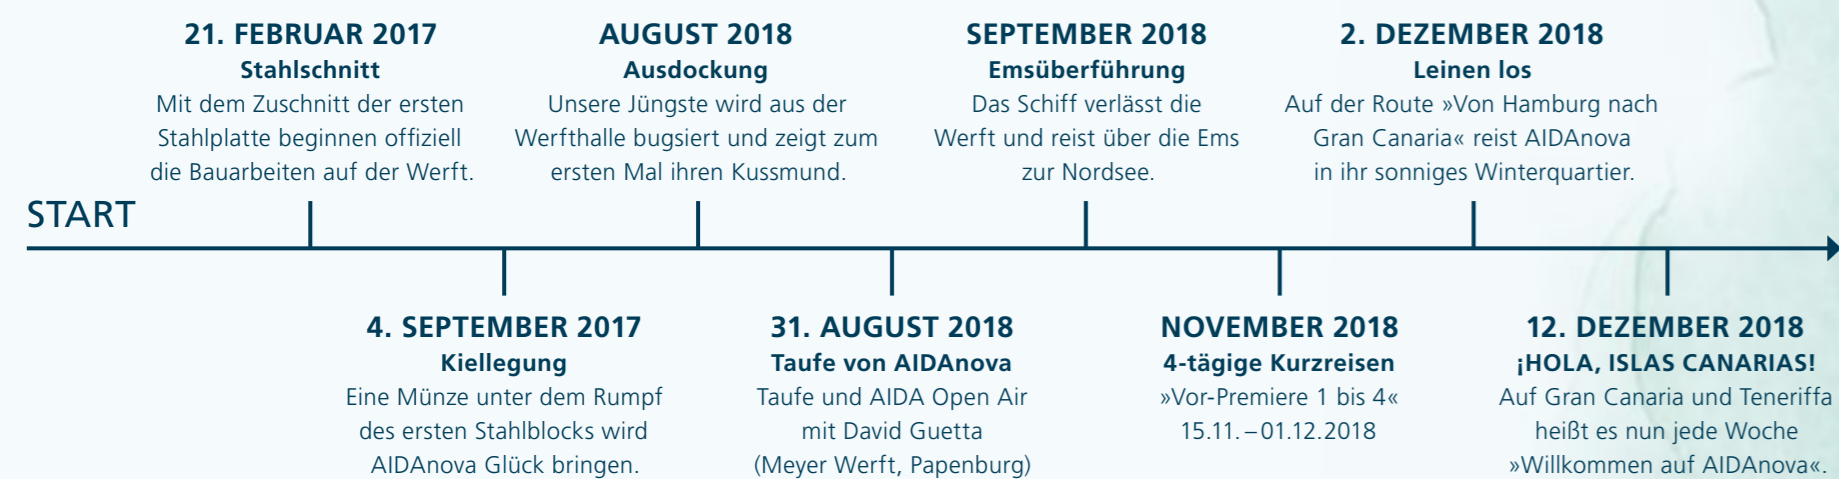 21. FEBRUAR 2017
Stahlschnitt
Mit dem Zuschnitt der ersten
Stahlplatte beginnen offiziell
die Bauarbeiten auf der Werft.
AUGUST 2018
Ausdockung
Unsere Jüngste wird aus der
Werfthalle bugsiert und zeigt zum
ersten Mal ihren Kussmund.
SEPTEMBER 2018
Emsüberführung
Das Schiff verlässt die
Werft und reist über die Ems
zur Nordsee.
2. DEZEMBER 2018
Leinen los
Auf der Route »Von Hamburg nach
Gran Canaria« reist AIDAnova
in ihr sonniges Winterquartier.
START
4. SEPTEMBER 2017
Kiellegung
Eine Münze unter dem Rumpf
des ersten Stahlblocks wird
AIDAnova Glück bringen.
31. AUGUST 2018
Taufe von AIDAnova
Taufe und AIDA Open Air
mit David Guetta
(Meyer Werft, Papenburg)
NOVEMBER 2018
4-tägige Kurzreisen
»Vor-Premiere 1 bis 4«
15.11. – 01.12.2018
12. DEZEMBER 2018
¡HOLA, ISLAS CANARIAS!
Auf Gran Canaria und Teneriffa
heißt es nun jede Woche
»Willkommen auf AIDAnova«.